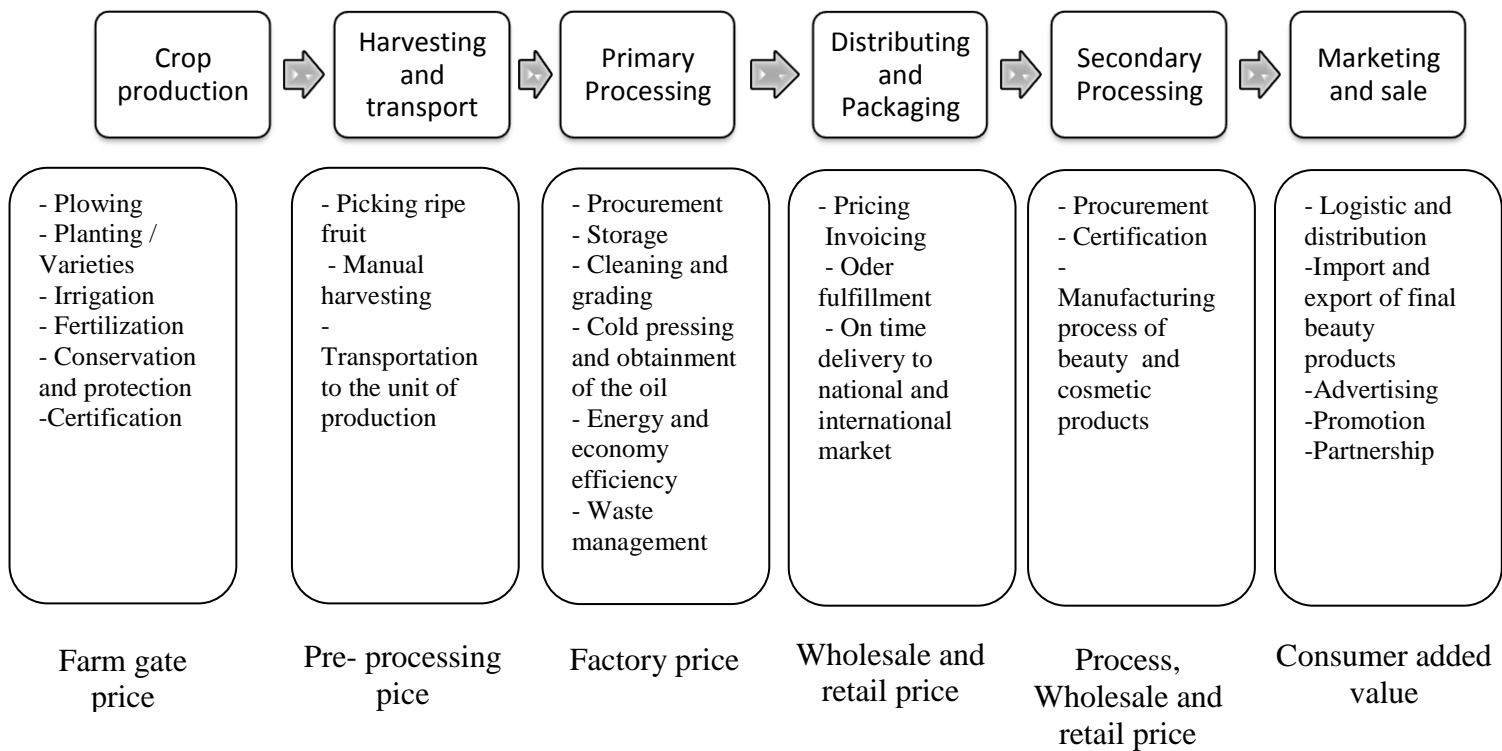 Crop
production
Harvesting
and
transport
Primary
Processing
Distributing
and
Packaging
Secondary
Processing
Marketing
and sale
- Plowing
- Planting /
Varieties
- Irrigation
- Fertilization
- Conservation
and protection
-Certification
- Picking ripe
fruit
- Manual
harvesting
-
Transportation
to the unit of
production
- Procurement
- Storage
- Cleaning and
grading
- Cold pressing
and obtainment
of the oil
- Energy and
economy
efficiency
- Waste
management
- Pricing
Invoicing
- Oder
fulfillment
- On time
delivery to
national and
international
market
- Procurement
- Certification
-
Manufacturing
process of
beauty and
cosmetic
products
- Logistic and
distribution
-Import and
export of final
beauty
products
-Advertising
-Promotion
-Partnership
Farm gate
price
Pre- processing
pice
Factory price
Wholesale and
retail price
Process,
Wholesale and
retail price
Consumer added
value